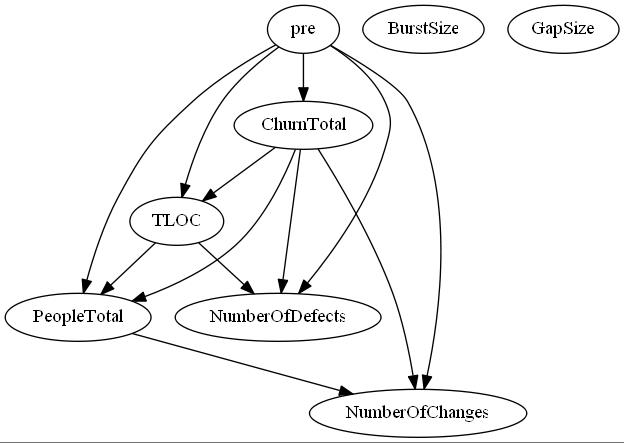 pre
BurstSize
GapSize
ChurnTotal
TLOC
PeopleTotal
NumberOfDefects
NumberOfChanges